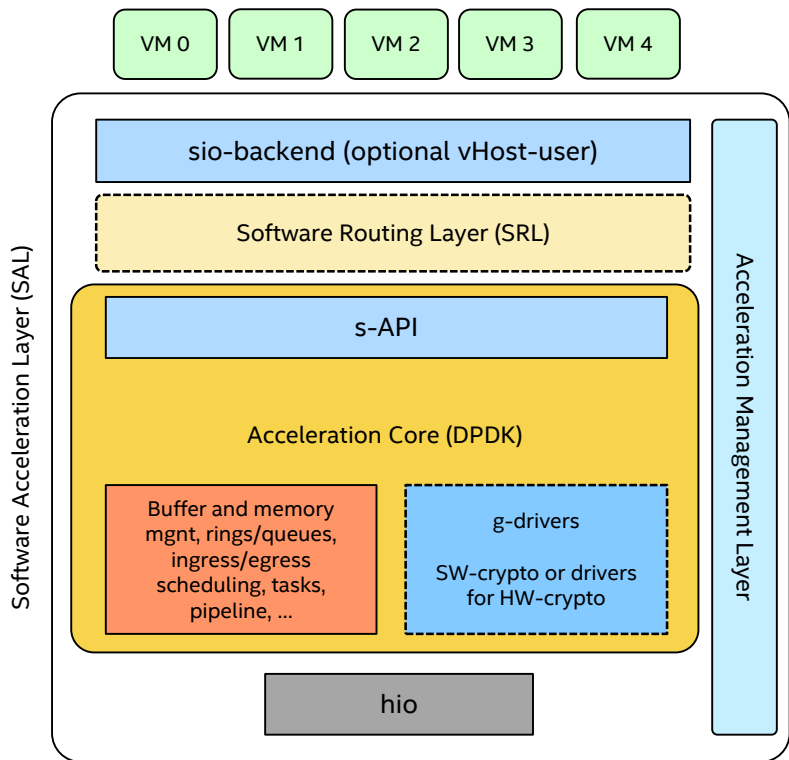 VM 0
VM 1
VM 2
VM 3
VM 4
sio-backend (optional vHost-user)
Software Routing Layer (SRL)
s-API
Acceleration Core (DPDK)
Buffer and memory
mgnt, rings/queues,
ingress/egress
scheduling, tasks,
pipeline, ...
g-drivers
SW-crypto or drivers
for HW-crypto
hio
Software Acceleration Layer (SAL)
Acceleration Management Layer